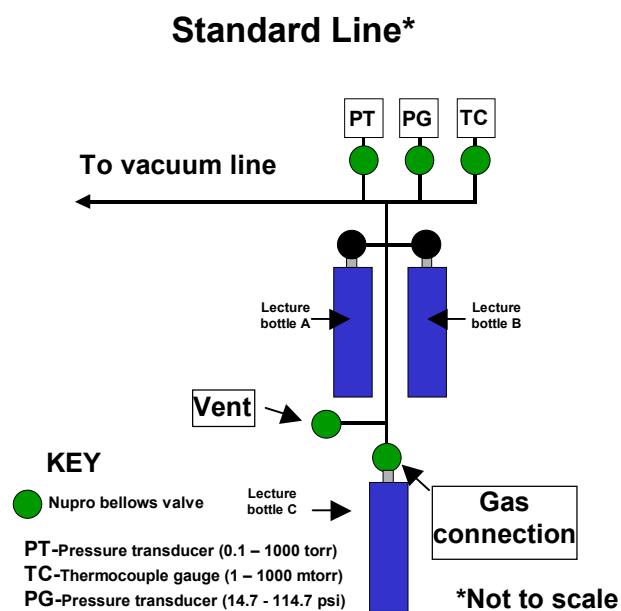 Standard Line*
PT PG TC
To vacuum line
Lecture
bottle A
Lecture
bottle B
Vent
KEY
Nupro bellows valve
Lecture
bottle C
Gas
connection
PT-Pressure transducer (0.1 – 1000 torr)
TC-Thermocouple gauge (1 – 1000 mtorr)
PG-Pressure transducer (14.7 - 114.7 psi)
*Not to scale